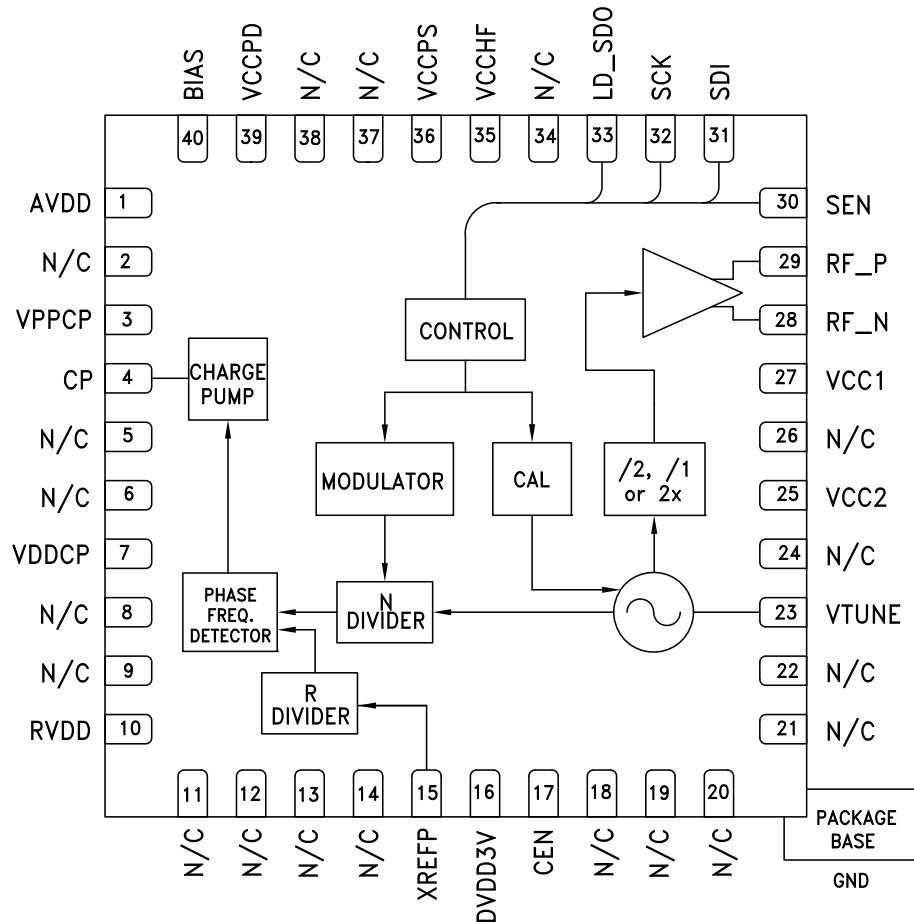 BIAS
VCCPD
N/C
N/C
VCCPS
VCCHF
N/C
LD_SDO
SCK
SDI
40
39
38
37
36
35
34
33
32
31
AVDD
1
30
SEN
N/C
2
29
RF_P
VPPCP
3
28
RF_N
CONTROL
CP
4
CHARGE
PUMP
27
VCC1
N/C
5
26
N/C
MODULATOR
CAL
/2, /1
or 2x
N/C
6
25
VCC2
VDDCP
7
24
N/C
PHASE
FREQ.
DETECTOR
N
DIVIDER
N/C
8
23
VTUNE
N/C
9
22
N/C
R
DIVIDER
RVDD
10
21
N/C
11
12
13
14
15
16
17
18
19
20
N/C
N/C
N/C
N/C
XREFP
DVDD3V
CEN
N/C
N/C
N/C
PACKAGE
BASE
GND